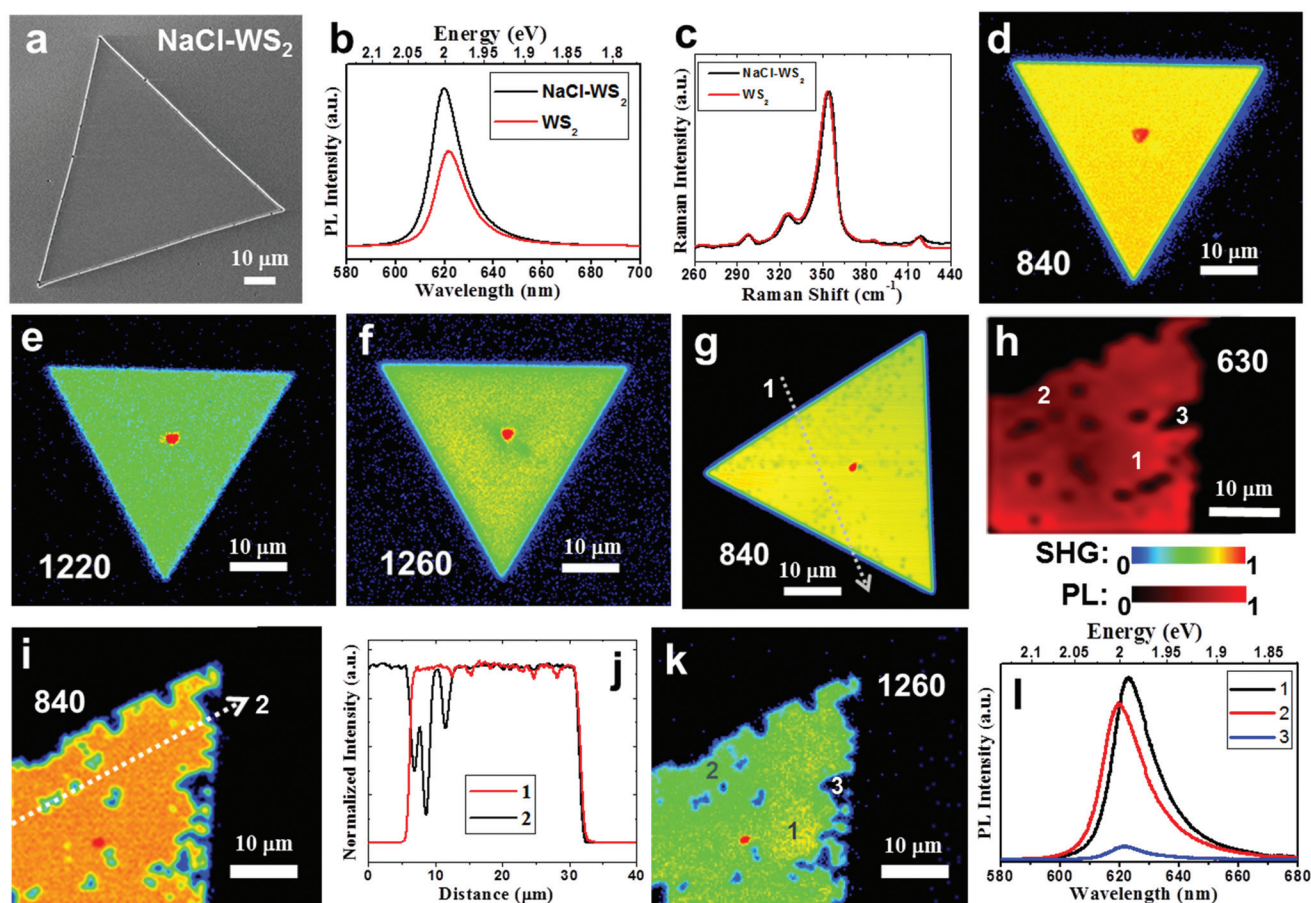 a
NaCl-WS2
10 µm
b
Energy (eV)
2.1 2.05 2 1.95 1.9 1.85 1.8
NaCl-WS2
WS2
PL Intensity (a.u.)
580 600 620 640 660 680 700
Wavelength (nm)
c
NaCl-WS2
WS2
Raman Intensity (a.u.)
260 290 320 350 380 410 440
Raman Shift (cm-1)
d
840
10 µm
e
1220
10 µm
f
1260
10 µm
g
1
840
10 µm
h
630
2
3
1
10 µm
SHG: 0 1
PL: 0 1
i
840
2
10 µm
j
Normalized Intensity (a.u.)
1
2
0 10 20 30 40
Distance (µm)
k
1260
2
3
1
10 µm
l
Energy (eV)
2.1 2.05 2 1.95 1.9 1.85
1
2
3
PL Intensity (a.u.)
580 600 620 640 660 680
Wavelength (nm)